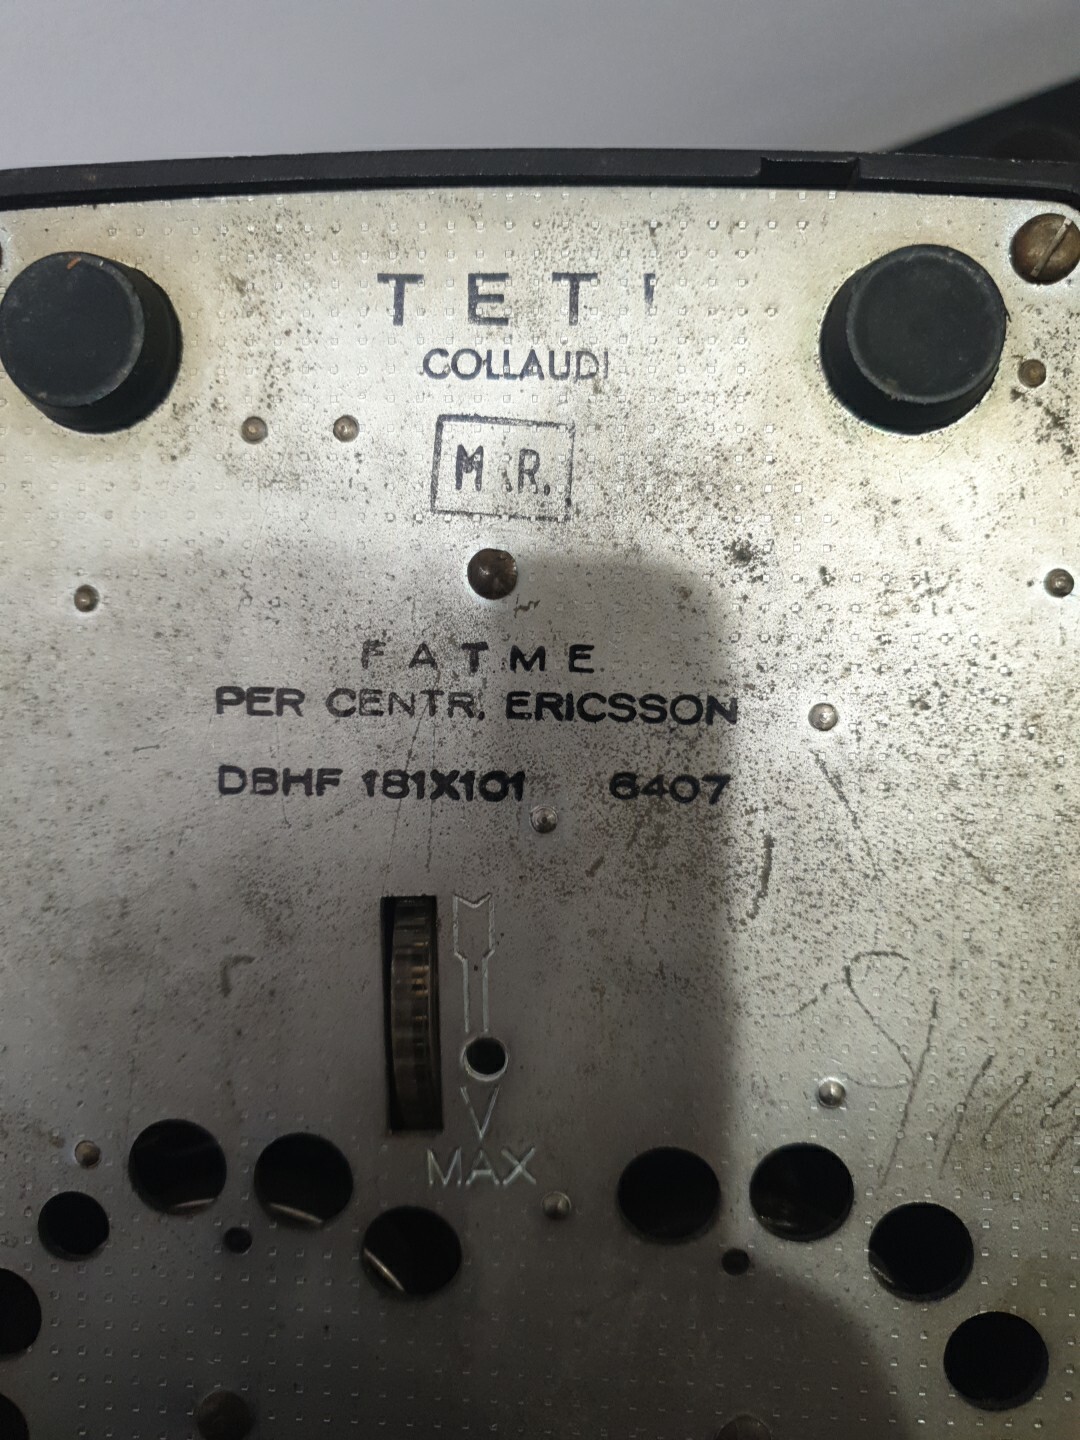 TETI
COLLAUDI
M.R.
FATME
PER CENTR. ERICSSON
DBHF 181X101 6407
MAX